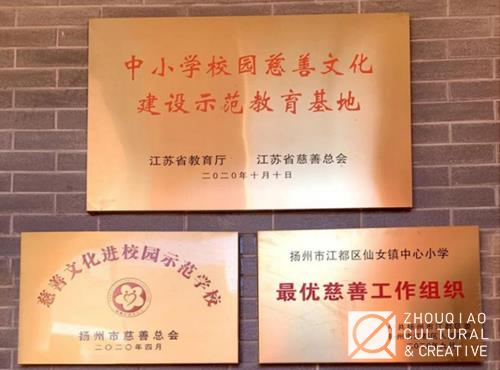 中小学校园慈善文化
建设示范教育基地
江苏省教育厅 江苏省慈善总会
二〇二〇年十月十日
慈善文化进校园示范学校
扬州市慈善总会
二〇二〇年四月
扬州市江都区仙女镇中心小学
最优慈善工作组织
ZHOUQIAO
CULTURAL
& CREATIVE